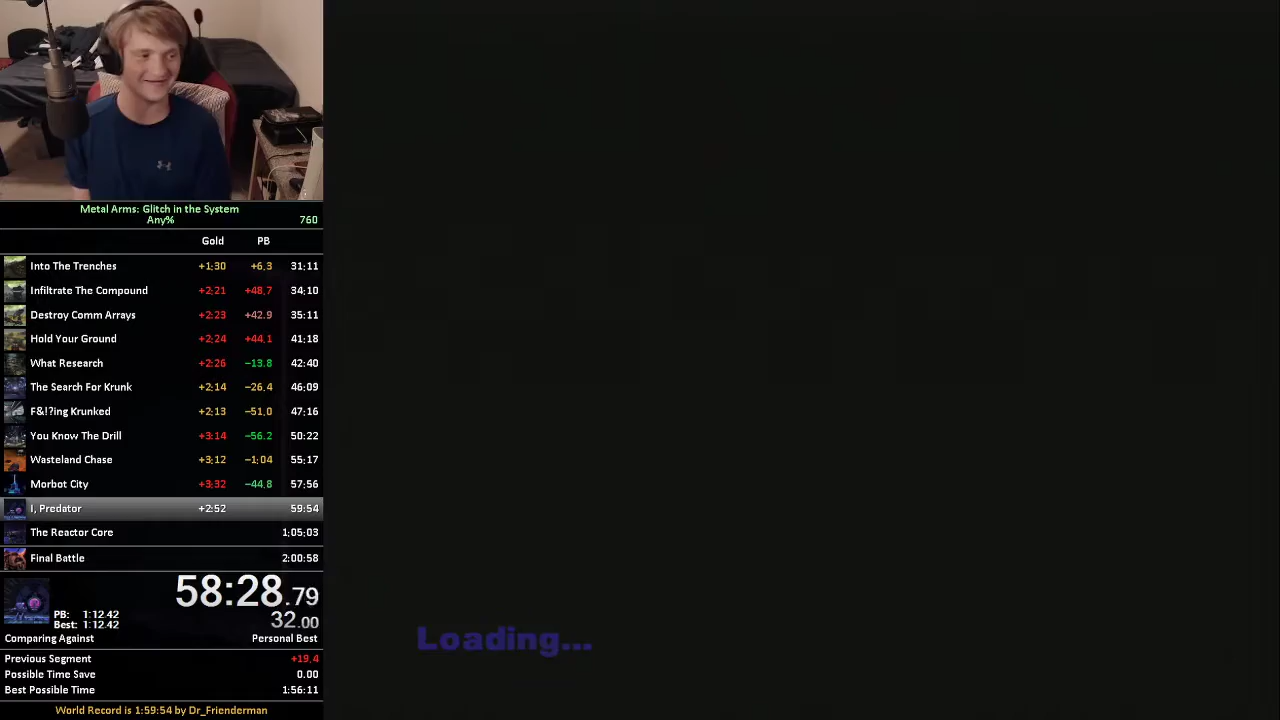 Metal Arms: Glitch in the System
Any% 760
Gold PB
Into The Trenches +1:30 +6.3 31:11
Infiltrate The Compound +2:21 +48.7 34:10
Destroy Comm Arrays +2:23 +42.9 35:11
Hold Your Ground +2:24 +44.1 41:18
What Research +2:26 −13.8 42:40
The Search For Krunk +2:14 −26.4 46:09
F&!?ing Krunked +2:13 −51.0 47:16
You Know The Drill +3:14 −56.2 50:22
Wasteland Chase +3:12 −1:04 55:17
Morbot City +3:32 −44.8 57:56
I, Predator +2:52 59:54
The Reactor Core 1:05:03
Final Battle 2:00:58
58:28.79
PB: 1:12.42 32.00
Best: 1:12.42
Comparing Against Personal Best
Previous Segment +19.4
Possible Time Save 0.00
Best Possible Time 1:56:11
World Record is 1:59:54 by Dr_Frienderman
Loading...